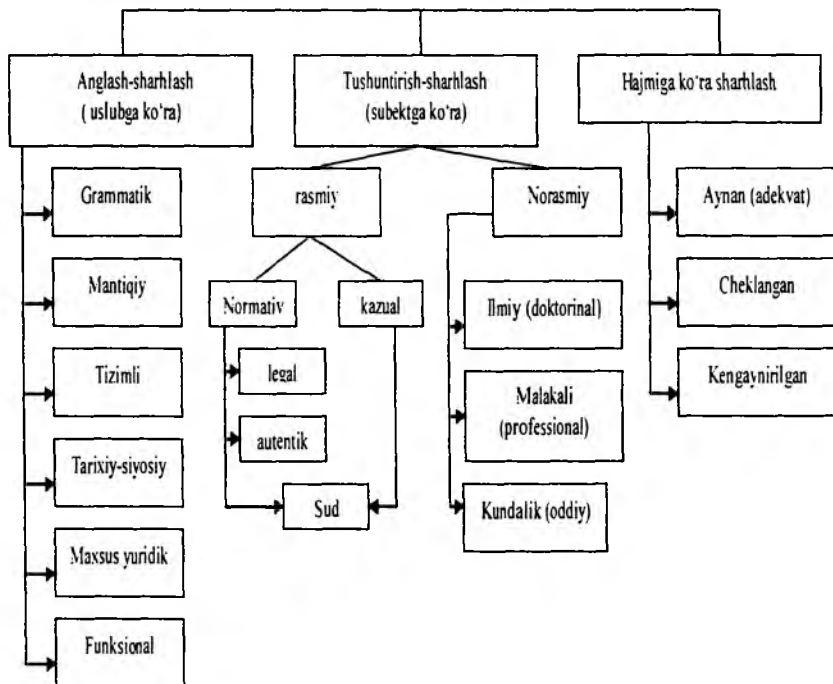 Anglash-sharhlash
( uslubga ko‘ra)
Tushuntirish-sharhlash
(subektga ko‘ra)
Hajmiga ko‘ra sharhlash
Grammatik
Mantiqiy
Tizimli
Tarixiy-siyosiy
Maxsus yuridik
Funksional
rasmiy
Norasmiy
Normativ
kazual
legal
autentik
Sud
Ilmiy (doktorinal)
Malakali
(professional)
Kundalik (oddiy)
Aynan (adekvat)
Cheklangan
Kengaynirilgan